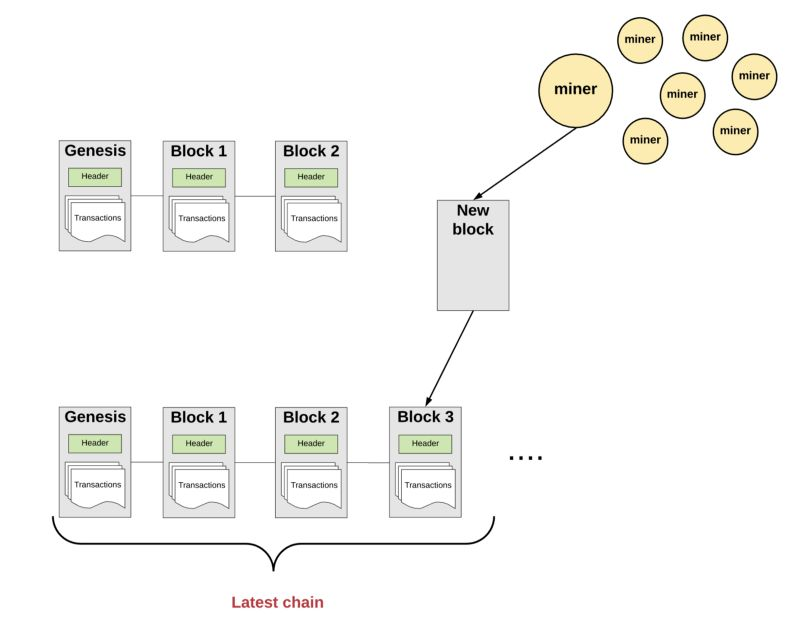 miner
miner
miner
miner
miner
miner
miner
Genesis
Header
Transactions
Block 1
Header
Transactions
Block 2
Header
Transactions
New
block
Genesis
Header
Transactions
Block 1
Header
Transactions
Block 2
Header
Transactions
Block 3
Header
Transactions
....
Latest chain